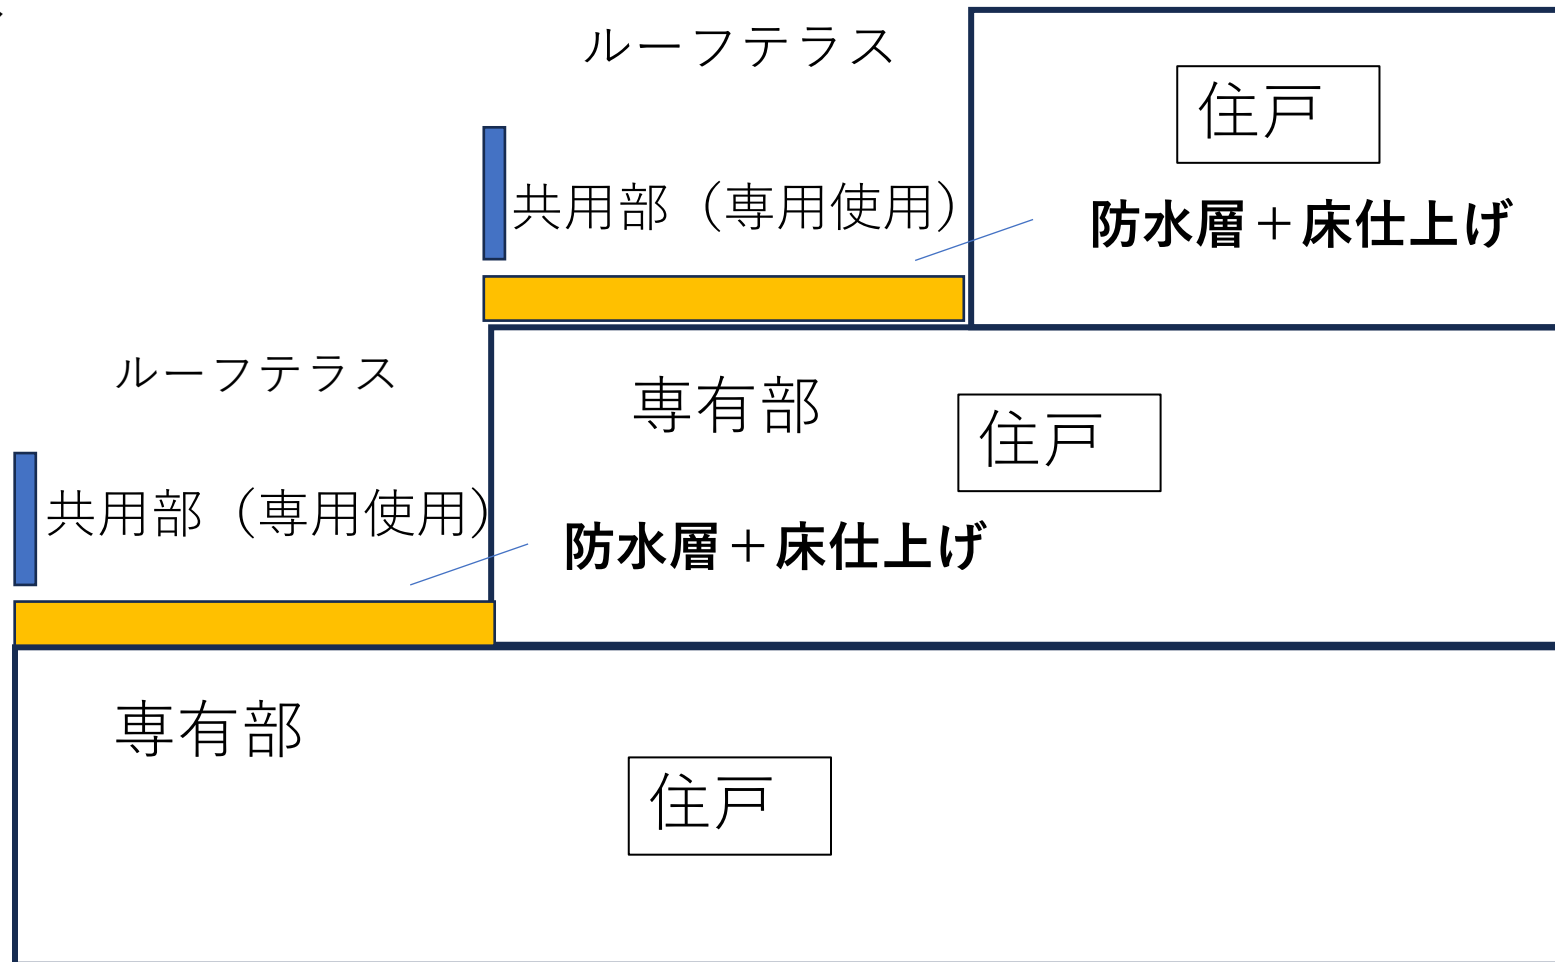 ルーフテラス
住戸
共用部（専用使用）
防水層＋床仕上げ
ルーフテラス
専有部
住戸
共用部（専用使用）
防水層＋床仕上げ
専有部
住戸